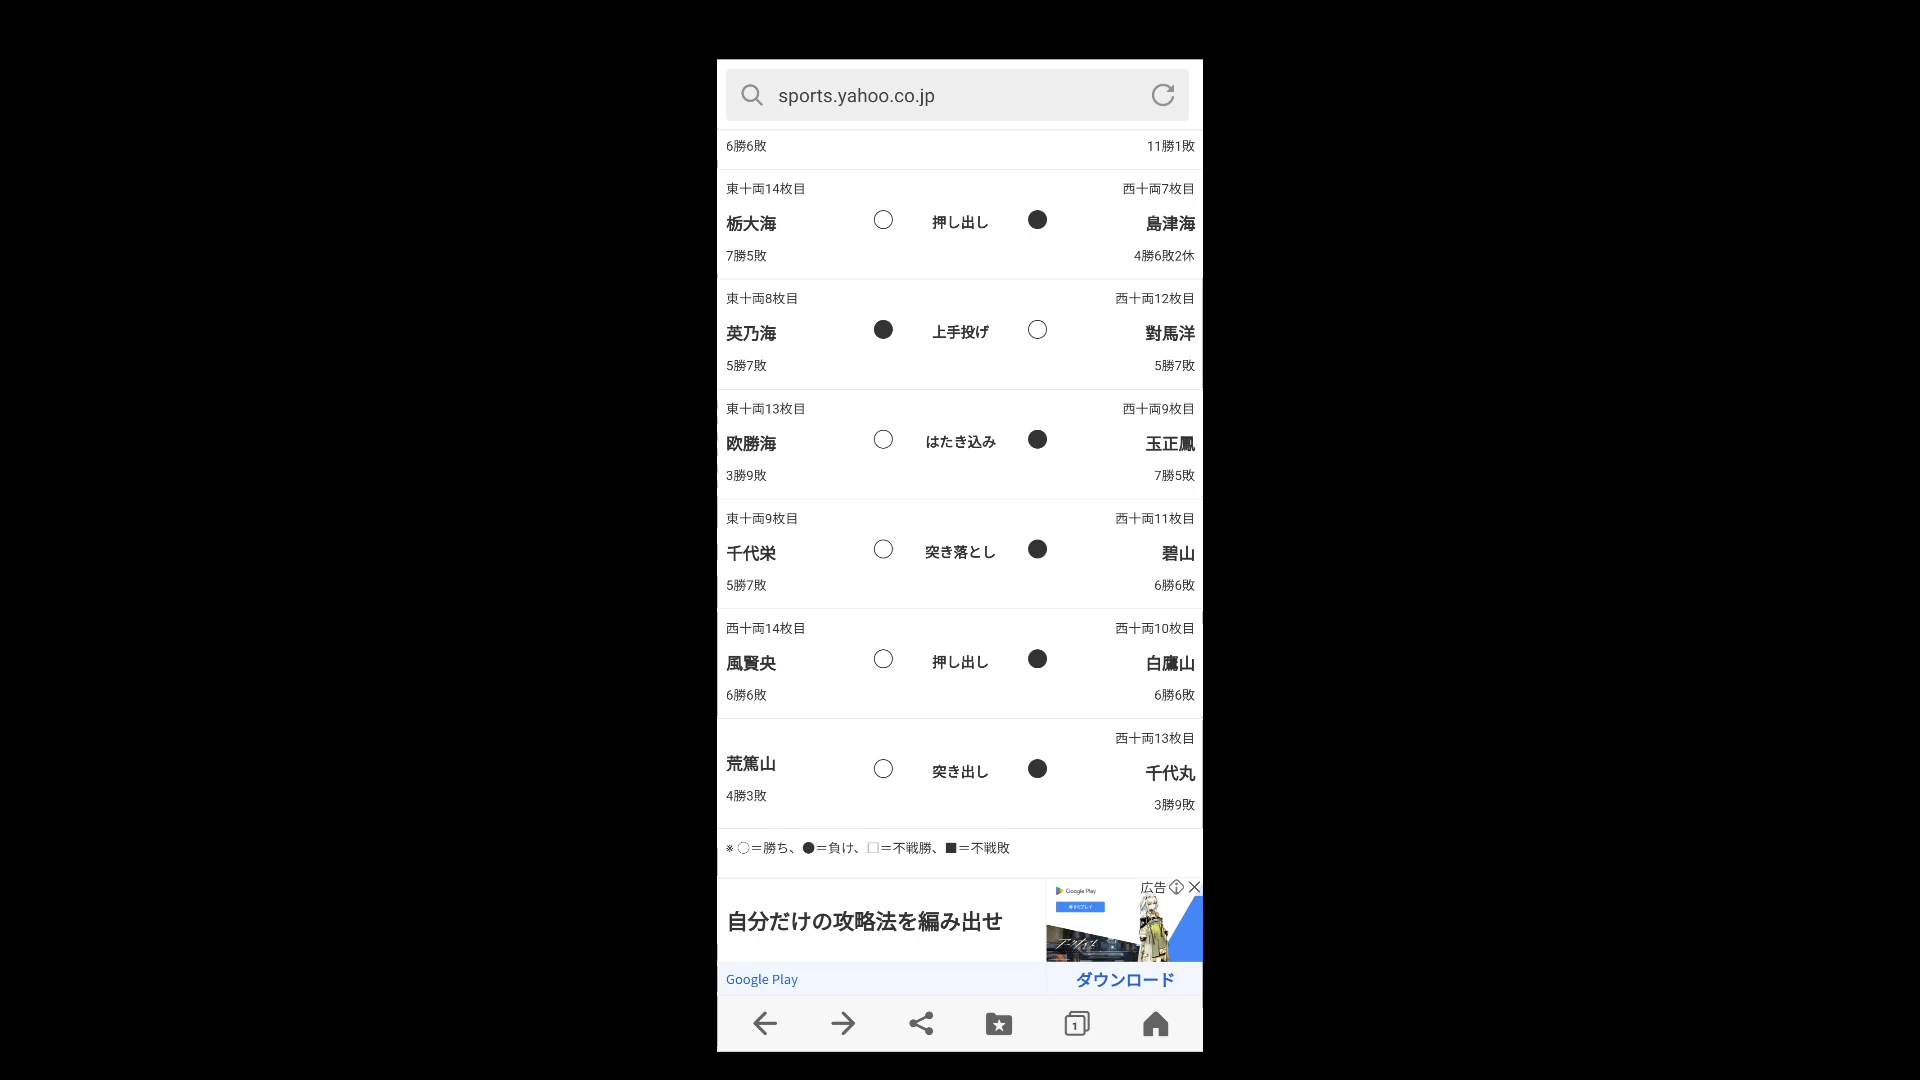 sports.yahoo.co.jp
6勝6敗 11勝1敗
東十両14枚目 西十両7枚目
栃大海 ○ 押し出し ● 島津海
7勝5敗 4勝6敗2休
東十両8枚目 西十両12枚目
英乃海 ● 上手投げ ○ 對馬洋
5勝7敗 5勝7敗
東十両13枚目 西十両9枚目
欧勝海 ○ はたき込み ● 玉正鳳
3勝9敗 7勝5敗
東十両9枚目 西十両11枚目
千代栄 ○ 突き落とし ● 碧山
5勝7敗 6勝6敗
西十両14枚目 西十両10枚目
風賢央 ○ 押し出し ● 白鷹山
6勝6敗 6勝6敗
西十両13枚目
荒篤山 ○ 突き出し ● 千代丸
4勝3敗 3勝9敗
※ ○＝勝ち、●＝負け、□＝不戦勝、■＝不戦敗
広告
Google Play
自分だけの攻略法を編み出せ
Google Play ダウンロード
1